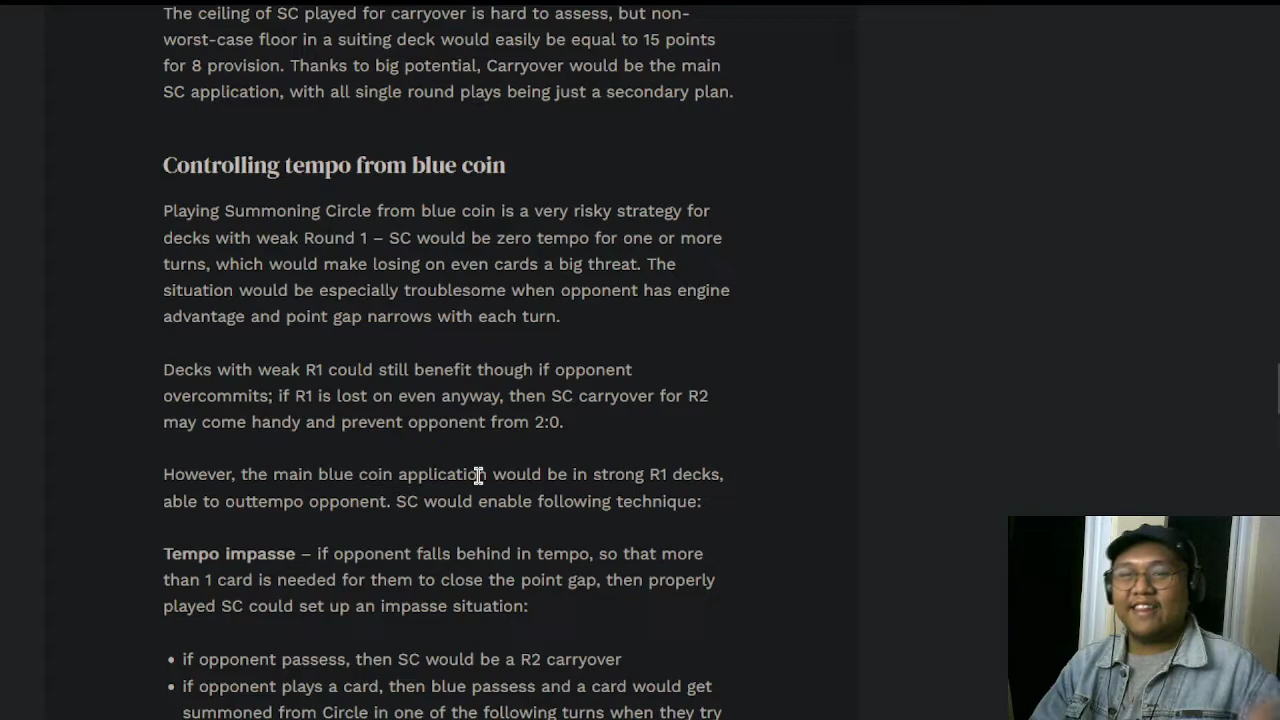 The ceiling of SC played for carryover is hard to assess, but non-
worst-case floor in a suiting deck would easily be equal to 15 points
for 8 provision. Thanks to big potential, Carryover would be the main
SC application, with all single round plays being just a secondary plan.
Controlling tempo from blue coin
Playing Summoning Circle from blue coin is a very risky strategy for
decks with weak Round 1 – SC would be zero tempo for one or more
turns, which would make losing on even cards a big threat. The
situation would be especially troublesome when opponent has engine
advantage and point gap narrows with each turn.
Decks with weak R1 could still benefit though if opponent
overcommits; if R1 is lost on even anyway, then SC carryover for R2
may come handy and prevent opponent from 2:0.
However, the main blue coin application would be in strong R1 decks,
able to outtempo opponent. SC would enable following technique:
Tempo impasse – if opponent falls behind in tempo, so that more
than 1 card is needed for them to close the point gap, then properly
played SC could set up an impasse situation:
• if opponent passess, then SC would be a R2 carryover
• if opponent plays a card, then blue passess and a card would get
summoned from Circle in one of the following turns when they try